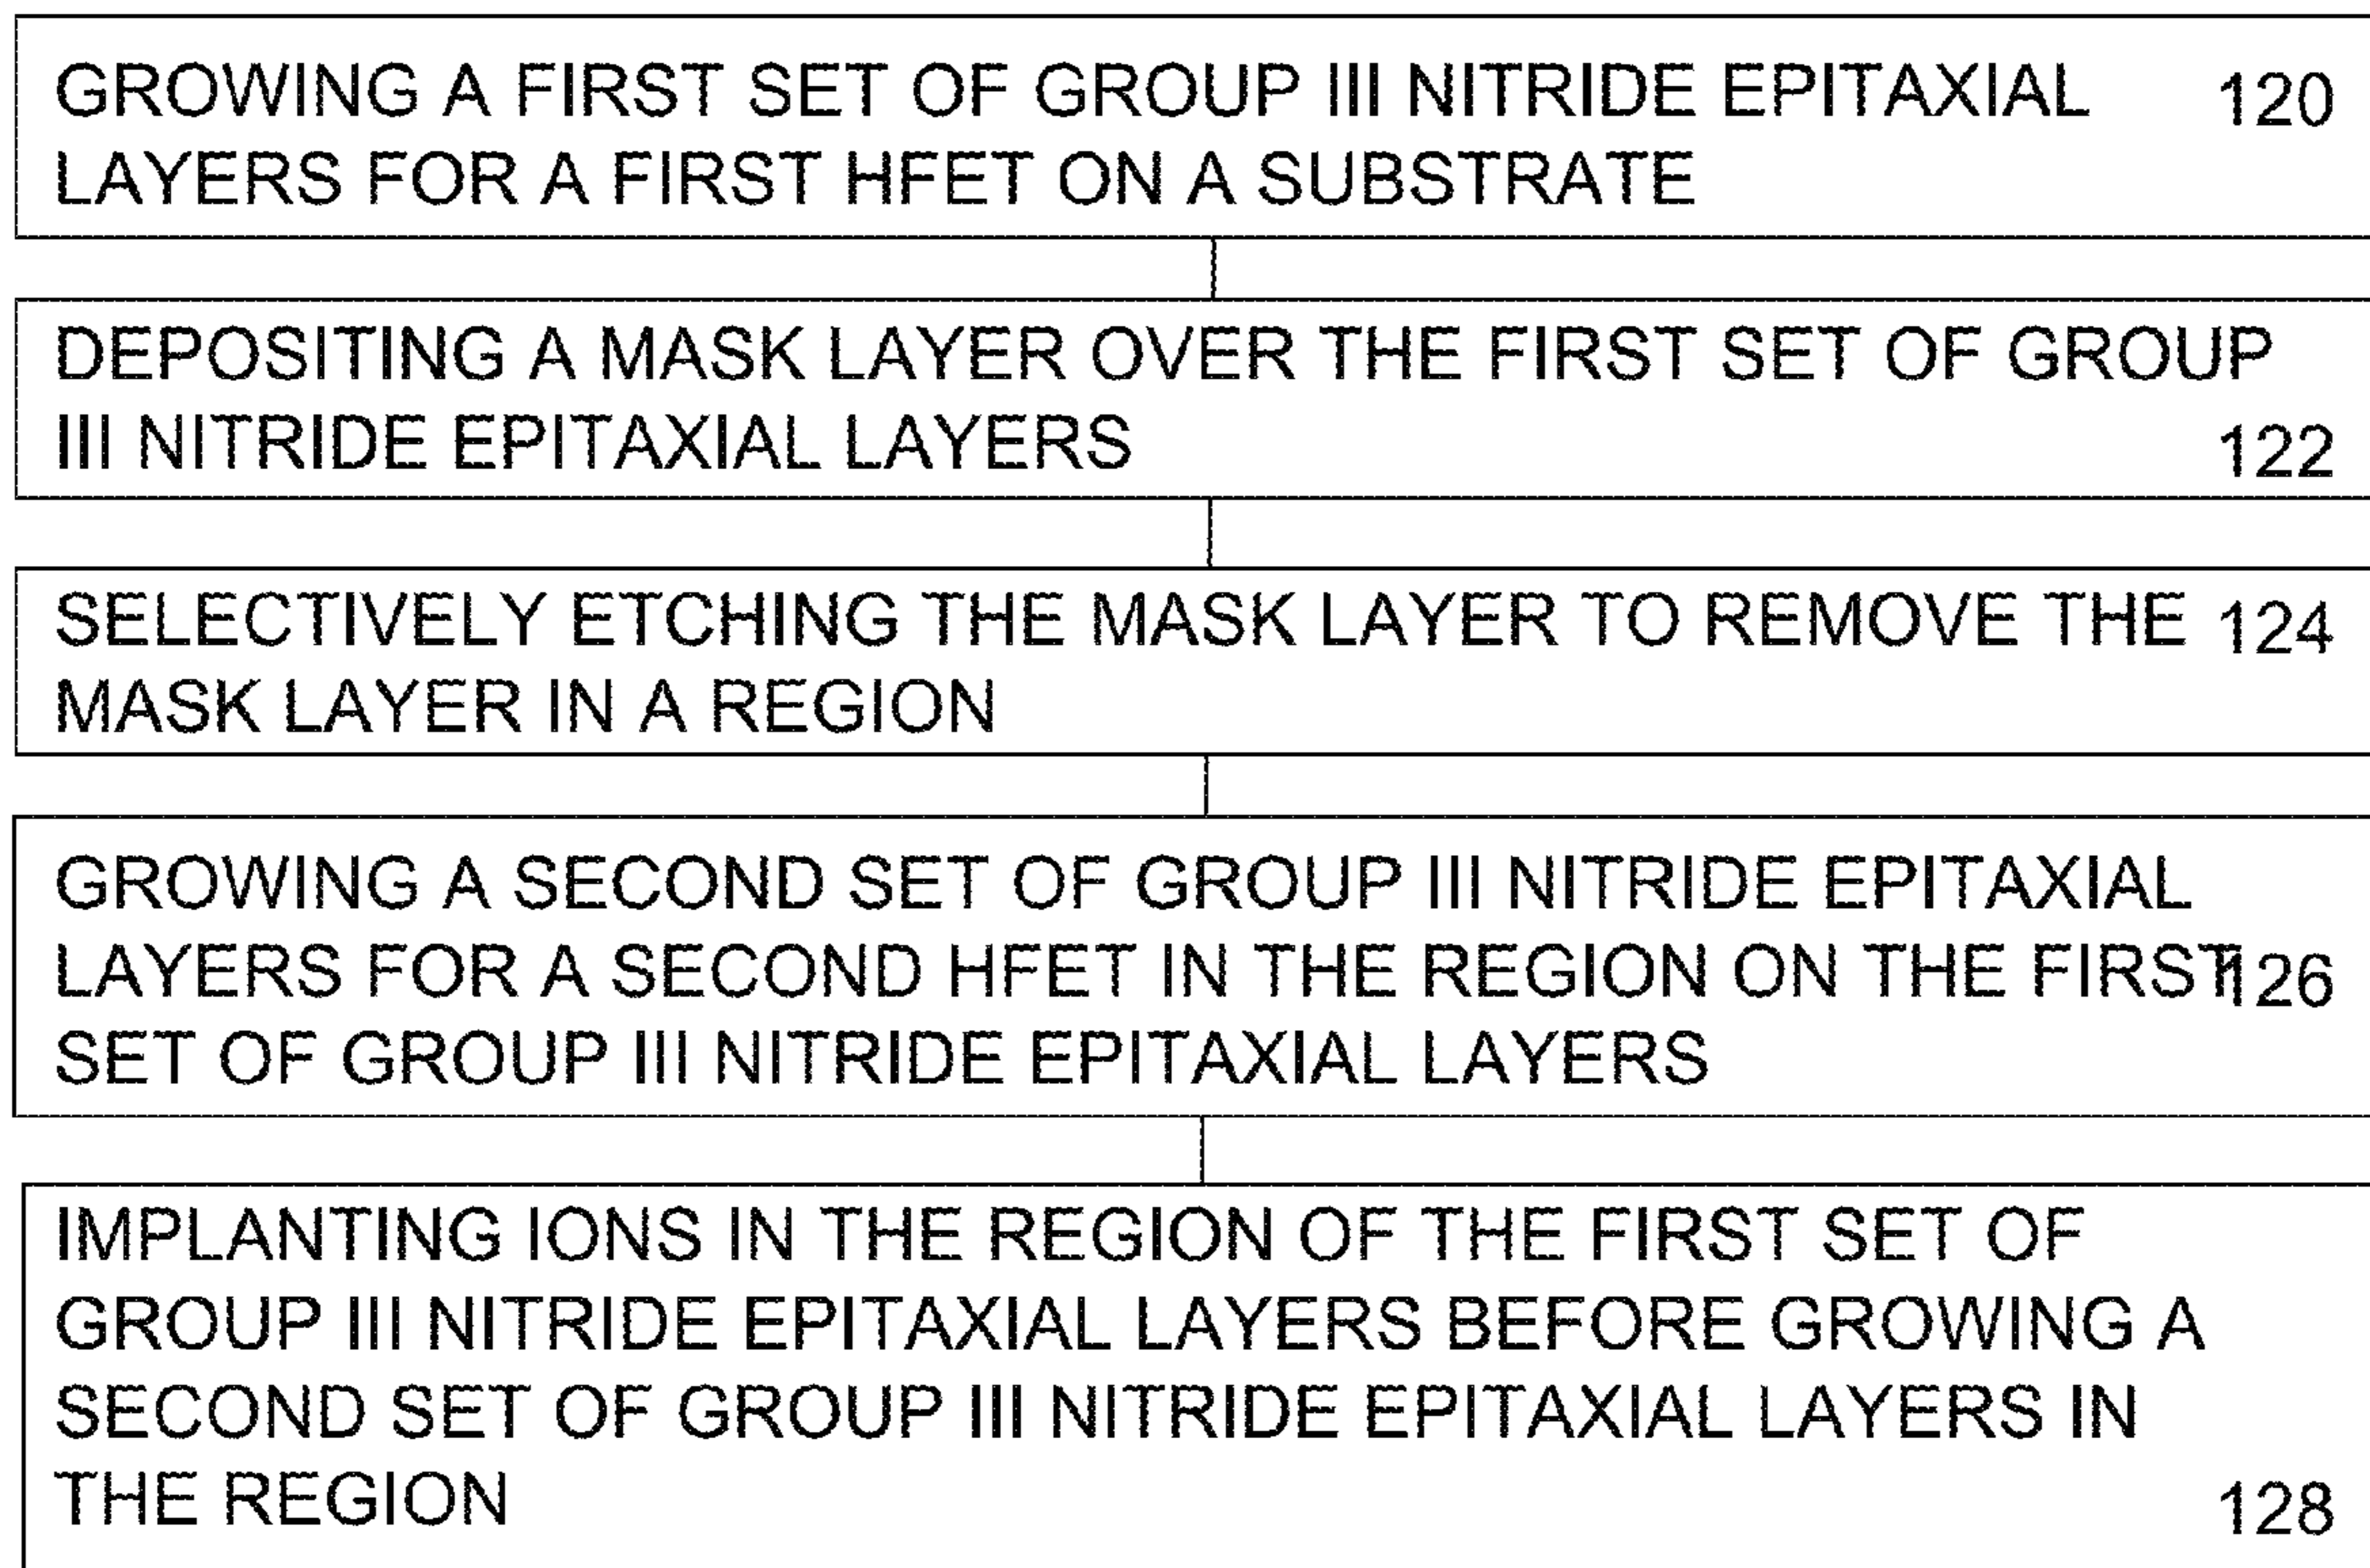 GROWING A FIRST SET OF GROUP III NITRIDE EPITAXIAL 120
LAYERS FOR A FIRST HFET ON A SUBSTRATE
DEPOSITING A MASK LAYER OVER THE FIRST SET OF GROUP
III NITRIDE EPITAXIAL LAYERS 122
SELECTIVELY ETCHING THE MASK LAYER TO REMOVE THE 124
MASK LAYER IN A REGION
GROWING A SECOND SET OF GROUP III NITRIDE EPITAXIAL
LAYERS FOR A SECOND HFET IN THE REGION ON THE FIRST 126
SET OF GROUP III NITRIDE EPITAXIAL LAYERS
IMPLANTING IONS IN THE REGION OF THE FIRST SET OF
GROUP III NITRIDE EPITAXIAL LAYERS BEFORE GROWING A
SECOND SET OF GROUP III NITRIDE EPITAXIAL LAYERS IN
THE REGION 128